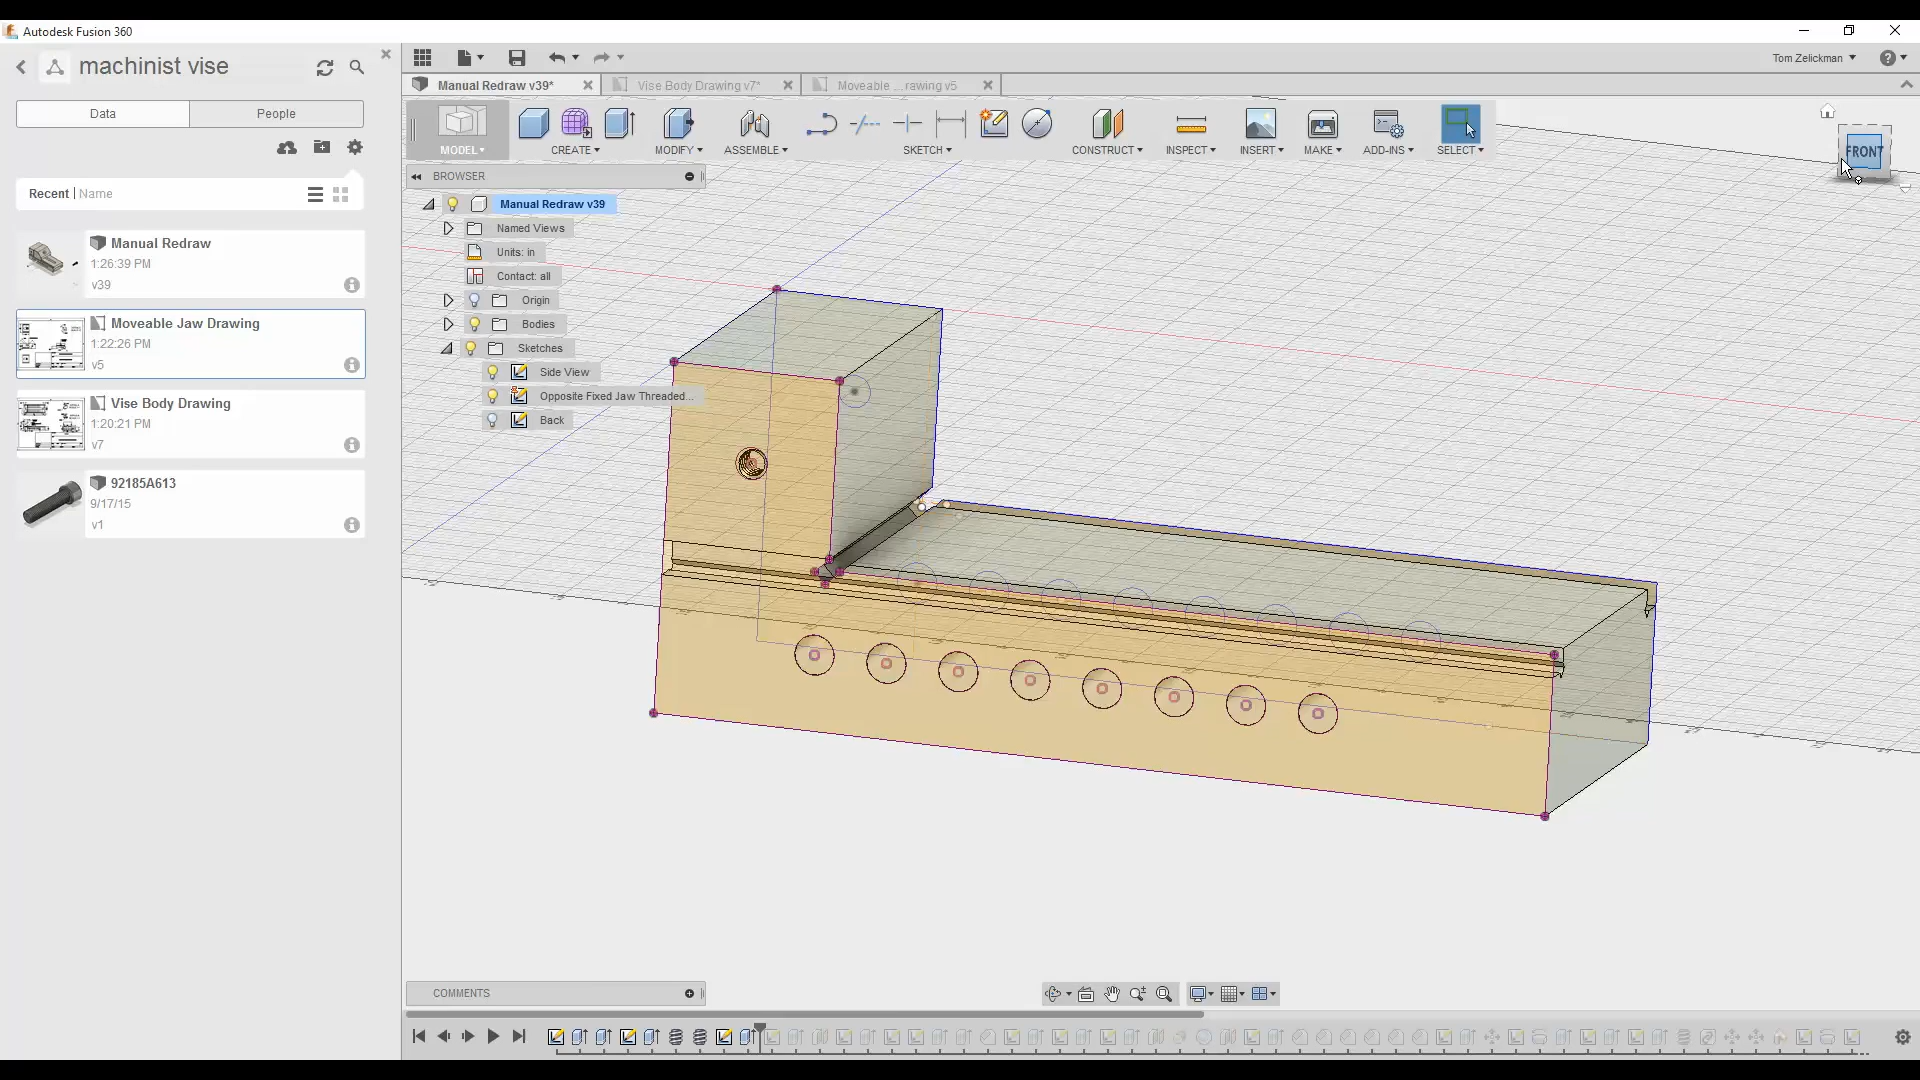 Autodesk Fusion 360
machinist vise
Tom Zelickman
Manual Redraw v39*
Vise Body Drawing v7*
Moveable ... rawing v5
Data
People
MODEL
CREATE
MODIFY
ASSEMBLE
SKETCH
CONSTRUCT
INSPECT
INSERT
MAKE
ADD-INS
SELECT
FRONT
BROWSER
Recent | Name
Manual Redraw v39
Named Views
Units: in
Contact: all
Origin
Bodies
Sketches
Side View
Opposite Fixed Jaw Threaded...
Back
Manual Redraw
1:26:39 PM
v39
Moveable Jaw Drawing
1:22:26 PM
v5
Vise Body Drawing
1:20:21 PM
v7
92185A613
9/17/15
v1
COMMENTS